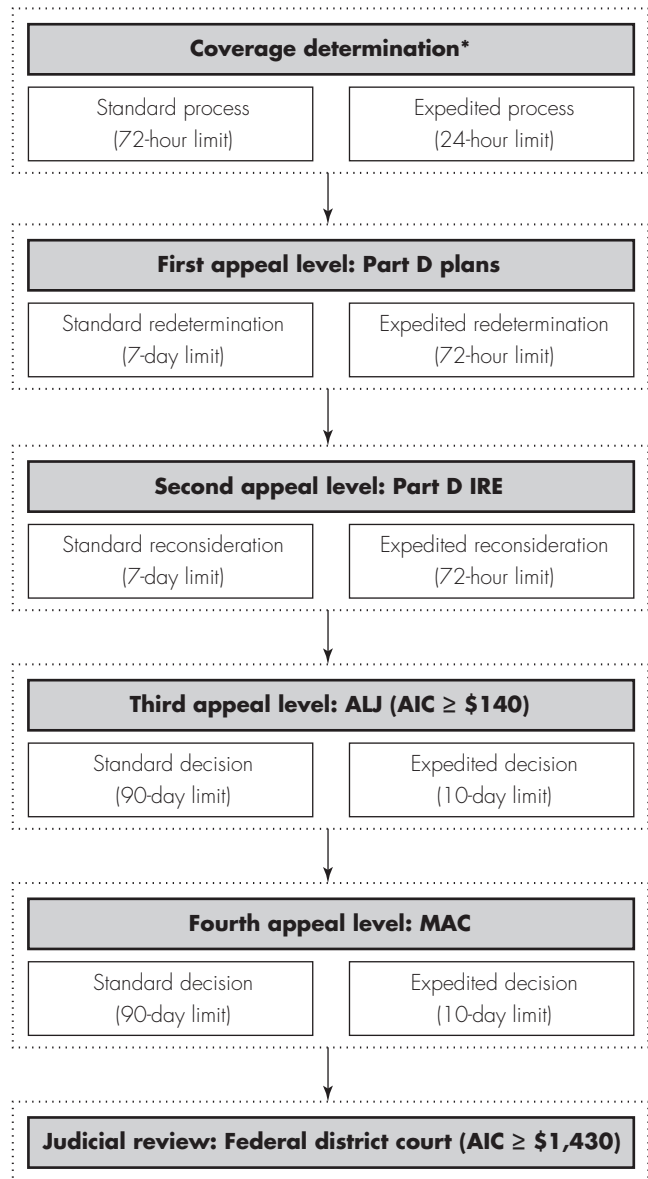 Coverage determination*
Standard process
(72-hour limit)
Expedited process
(24-hour limit)
First appeal level: Part D plans
Standard redetermination
(7-day limit)
Expedited redetermination
(72-hour limit)
Second appeal level: Part D IRE
Standard reconsideration
(7-day limit)
Expedited reconsideration
(72-hour limit)
Third appeal level: ALJ (AIC ≥ $140)
Standard decision
(90-day limit)
Expedited decision
(10-day limit)
Fourth appeal level: MAC
Standard decision
(90-day limit)
Expedited decision
(10-day limit)
Judicial review: Federal district court (AIC ≥ $1,430)